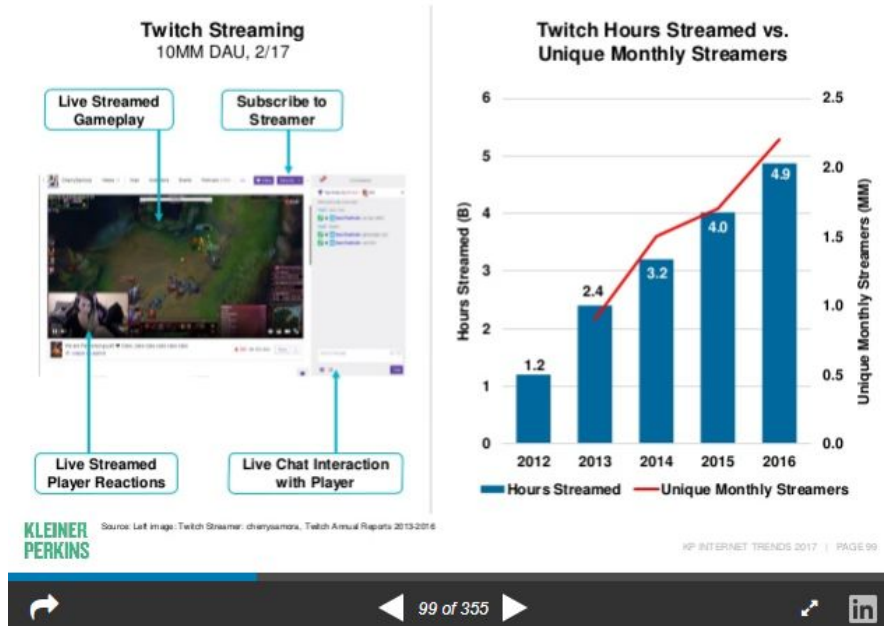 Twitch Streaming
10MM DAU, 2/17
Live Streamed
Gameplay
Subscribe to
Streamer
Live Streamed
Player Reactions
Live Chat Interaction
with Player
Twitch Hours Streamed vs.
Unique Monthly Streamers
Hours Streamed (B)
6
5
4
3
2
1
0
1.2
2.4
3.2
4.0
4.9
2.5
2.0
1.5
1.0
0.5
0.0
Unique Monthly Streamers (MM)
2012 2013 2014 2015 2016
Hours Streamed Unique Monthly Streamers
KLEINER
PERKINS
Source: Left image: Twitch Streamer: cherrysamora, Twitch Annual Reports 2013-2016
KP INTERNET TRENDS 2017 | PAGE 99
99 of 355
in